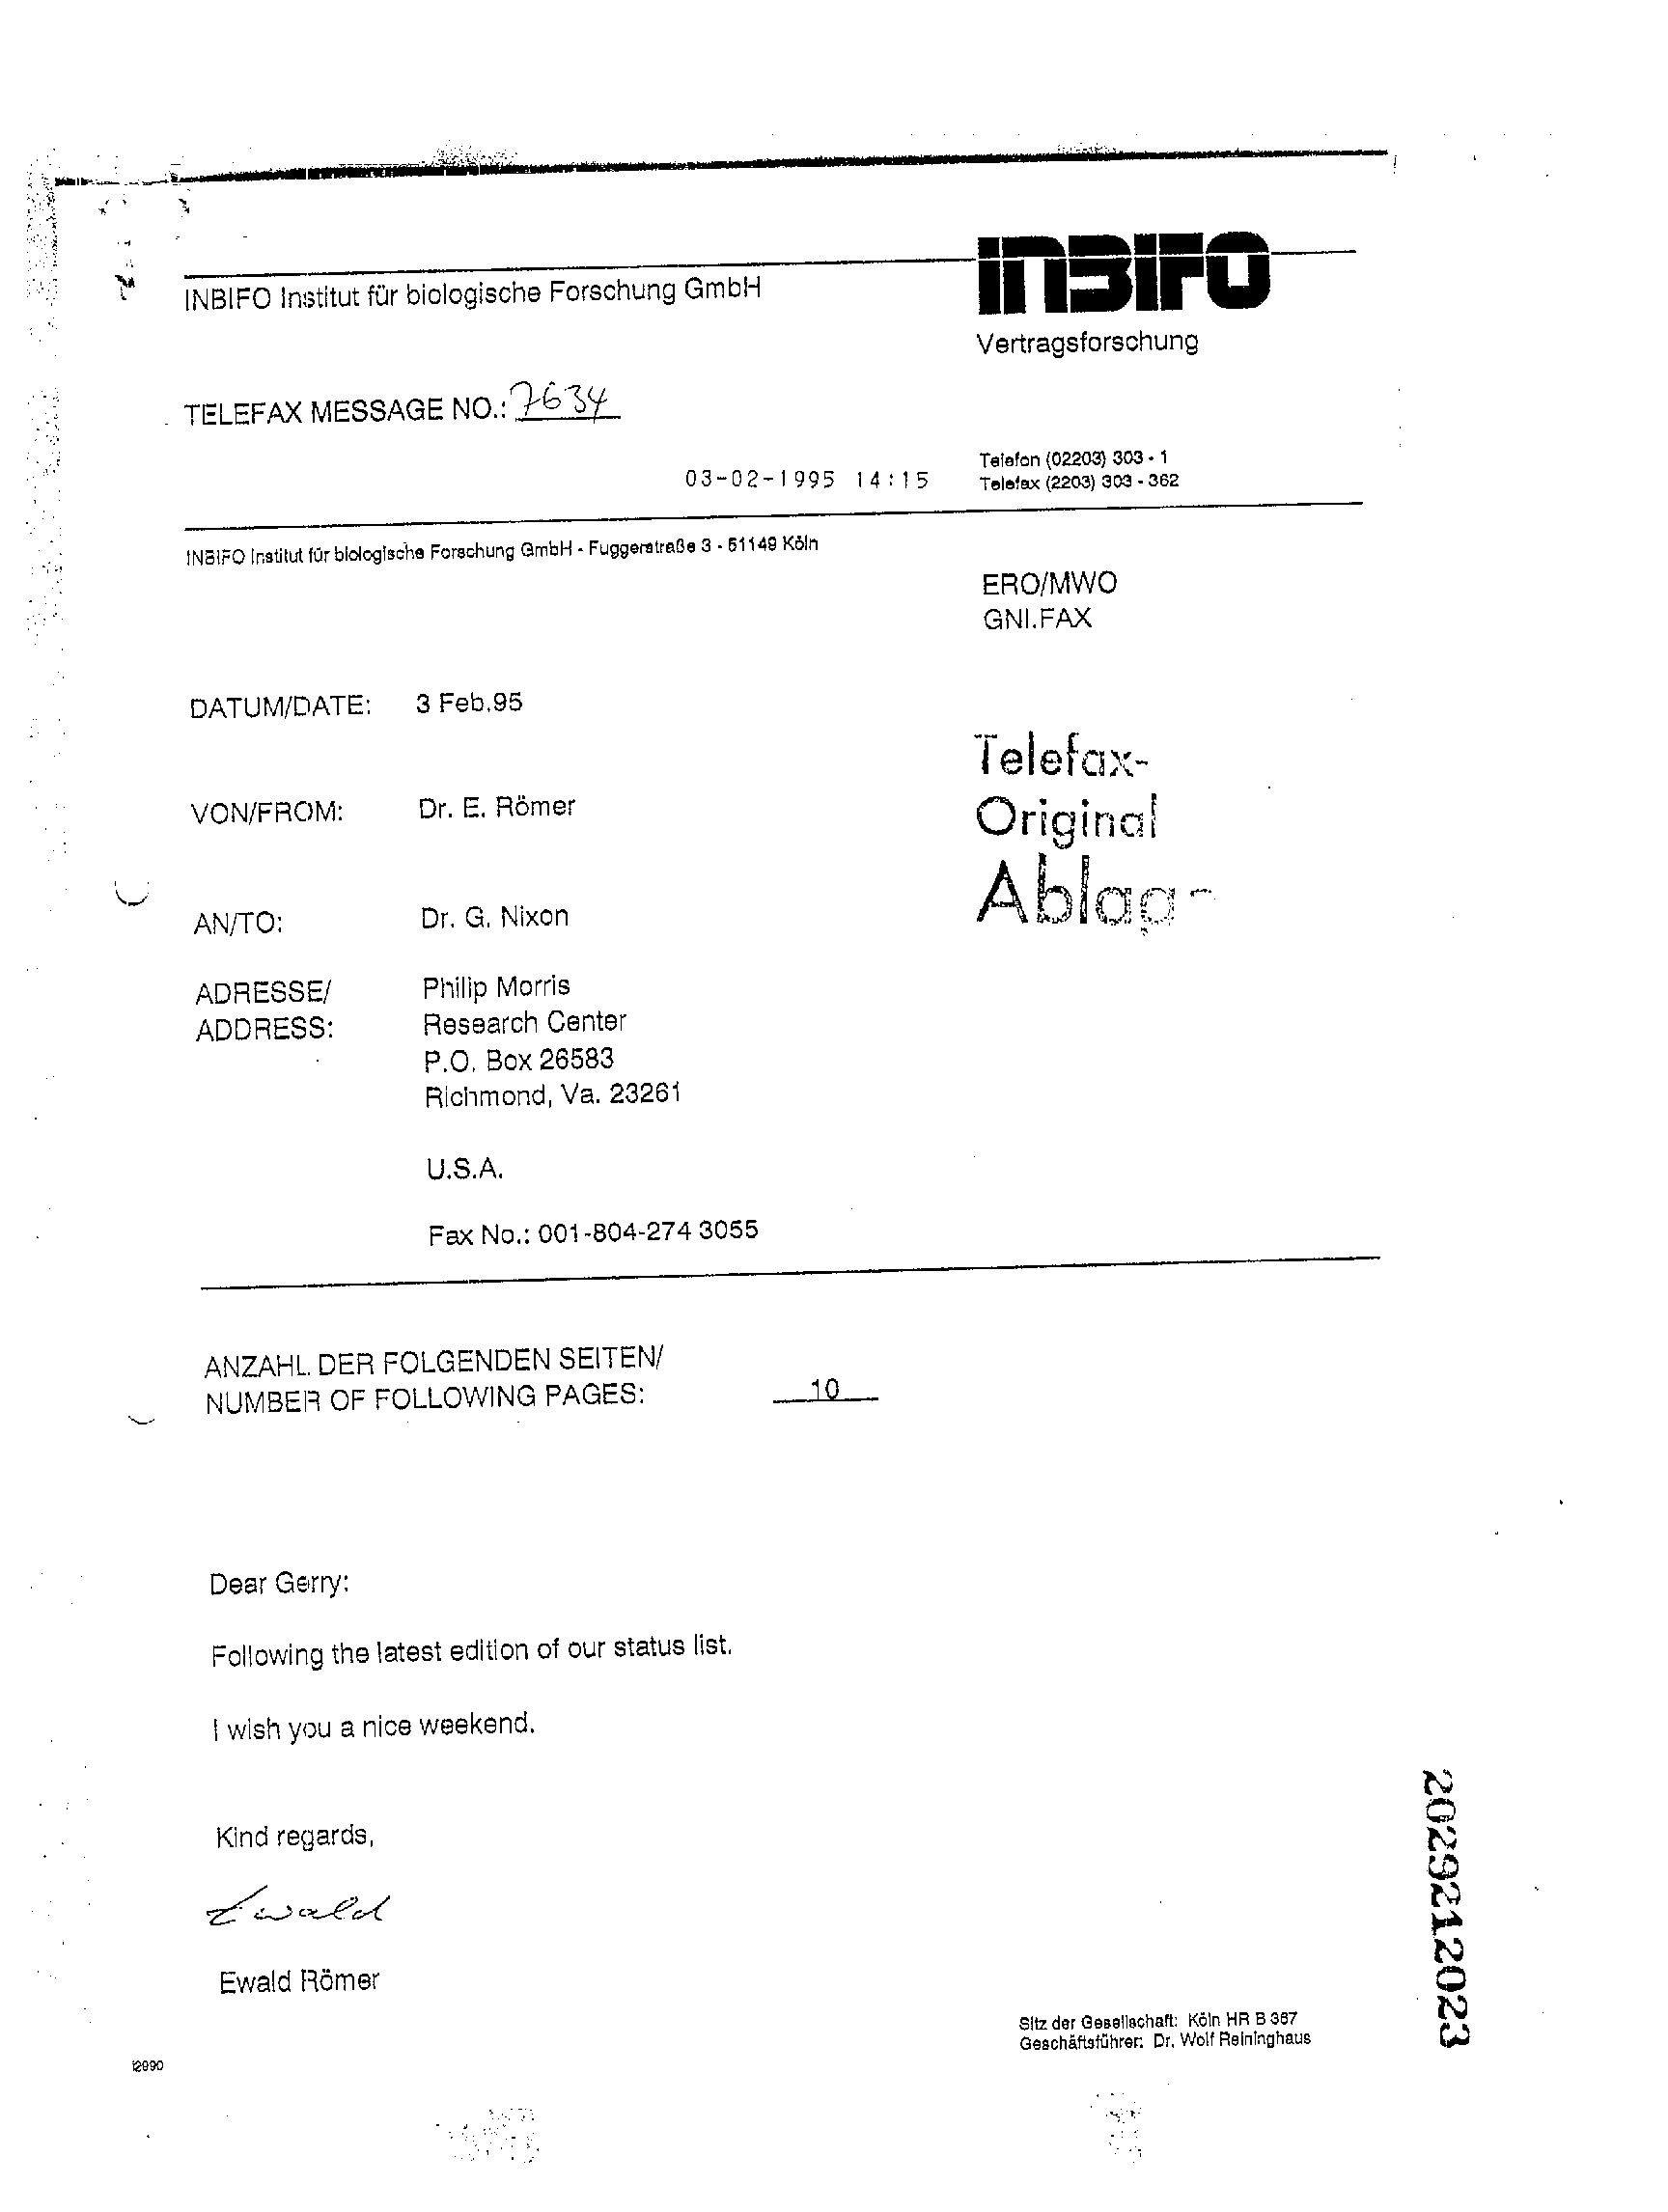 INBIFO
INBIFO Institut für biologische Forschung GmbH
Vertragsforschung
TELEFAX MESSAGE NO.: 7634
Telefon (02203) 303 - 1
03-02-1995 14:15
Telefax (2203) 303 - 362
INBIFO Institut für biologische Forschung GmbH - Fuggerstraße 3 - 51149 Köln
ERO/MWO
GNI.FAX
DATUM/DATE: 3 Feb.95
Telefax-
Original
VON/FROM: Dr. E. Römer
AN/TO: Dr. G. Nixon
ADRESSE/ Philip Morris
ADDRESS: Research Center
P.O. Box 26583
Richmond, Va. 23261
U.S.A.
Fax No.: 001-804-274 3055
ANZAHL DER FOLGENDEN SEITEN/
NUMBER OF FOLLOWING PAGES: 10
Dear Gerry:
Following the latest edition of our status list.
I wish you a nice weekend.
Kind regards,
Ewald
Ewald Römer
Sitz der Gesellschaft: Köln HR B 367
Geschäftsführer: Dr. Wolf Reininghaus
2029212023